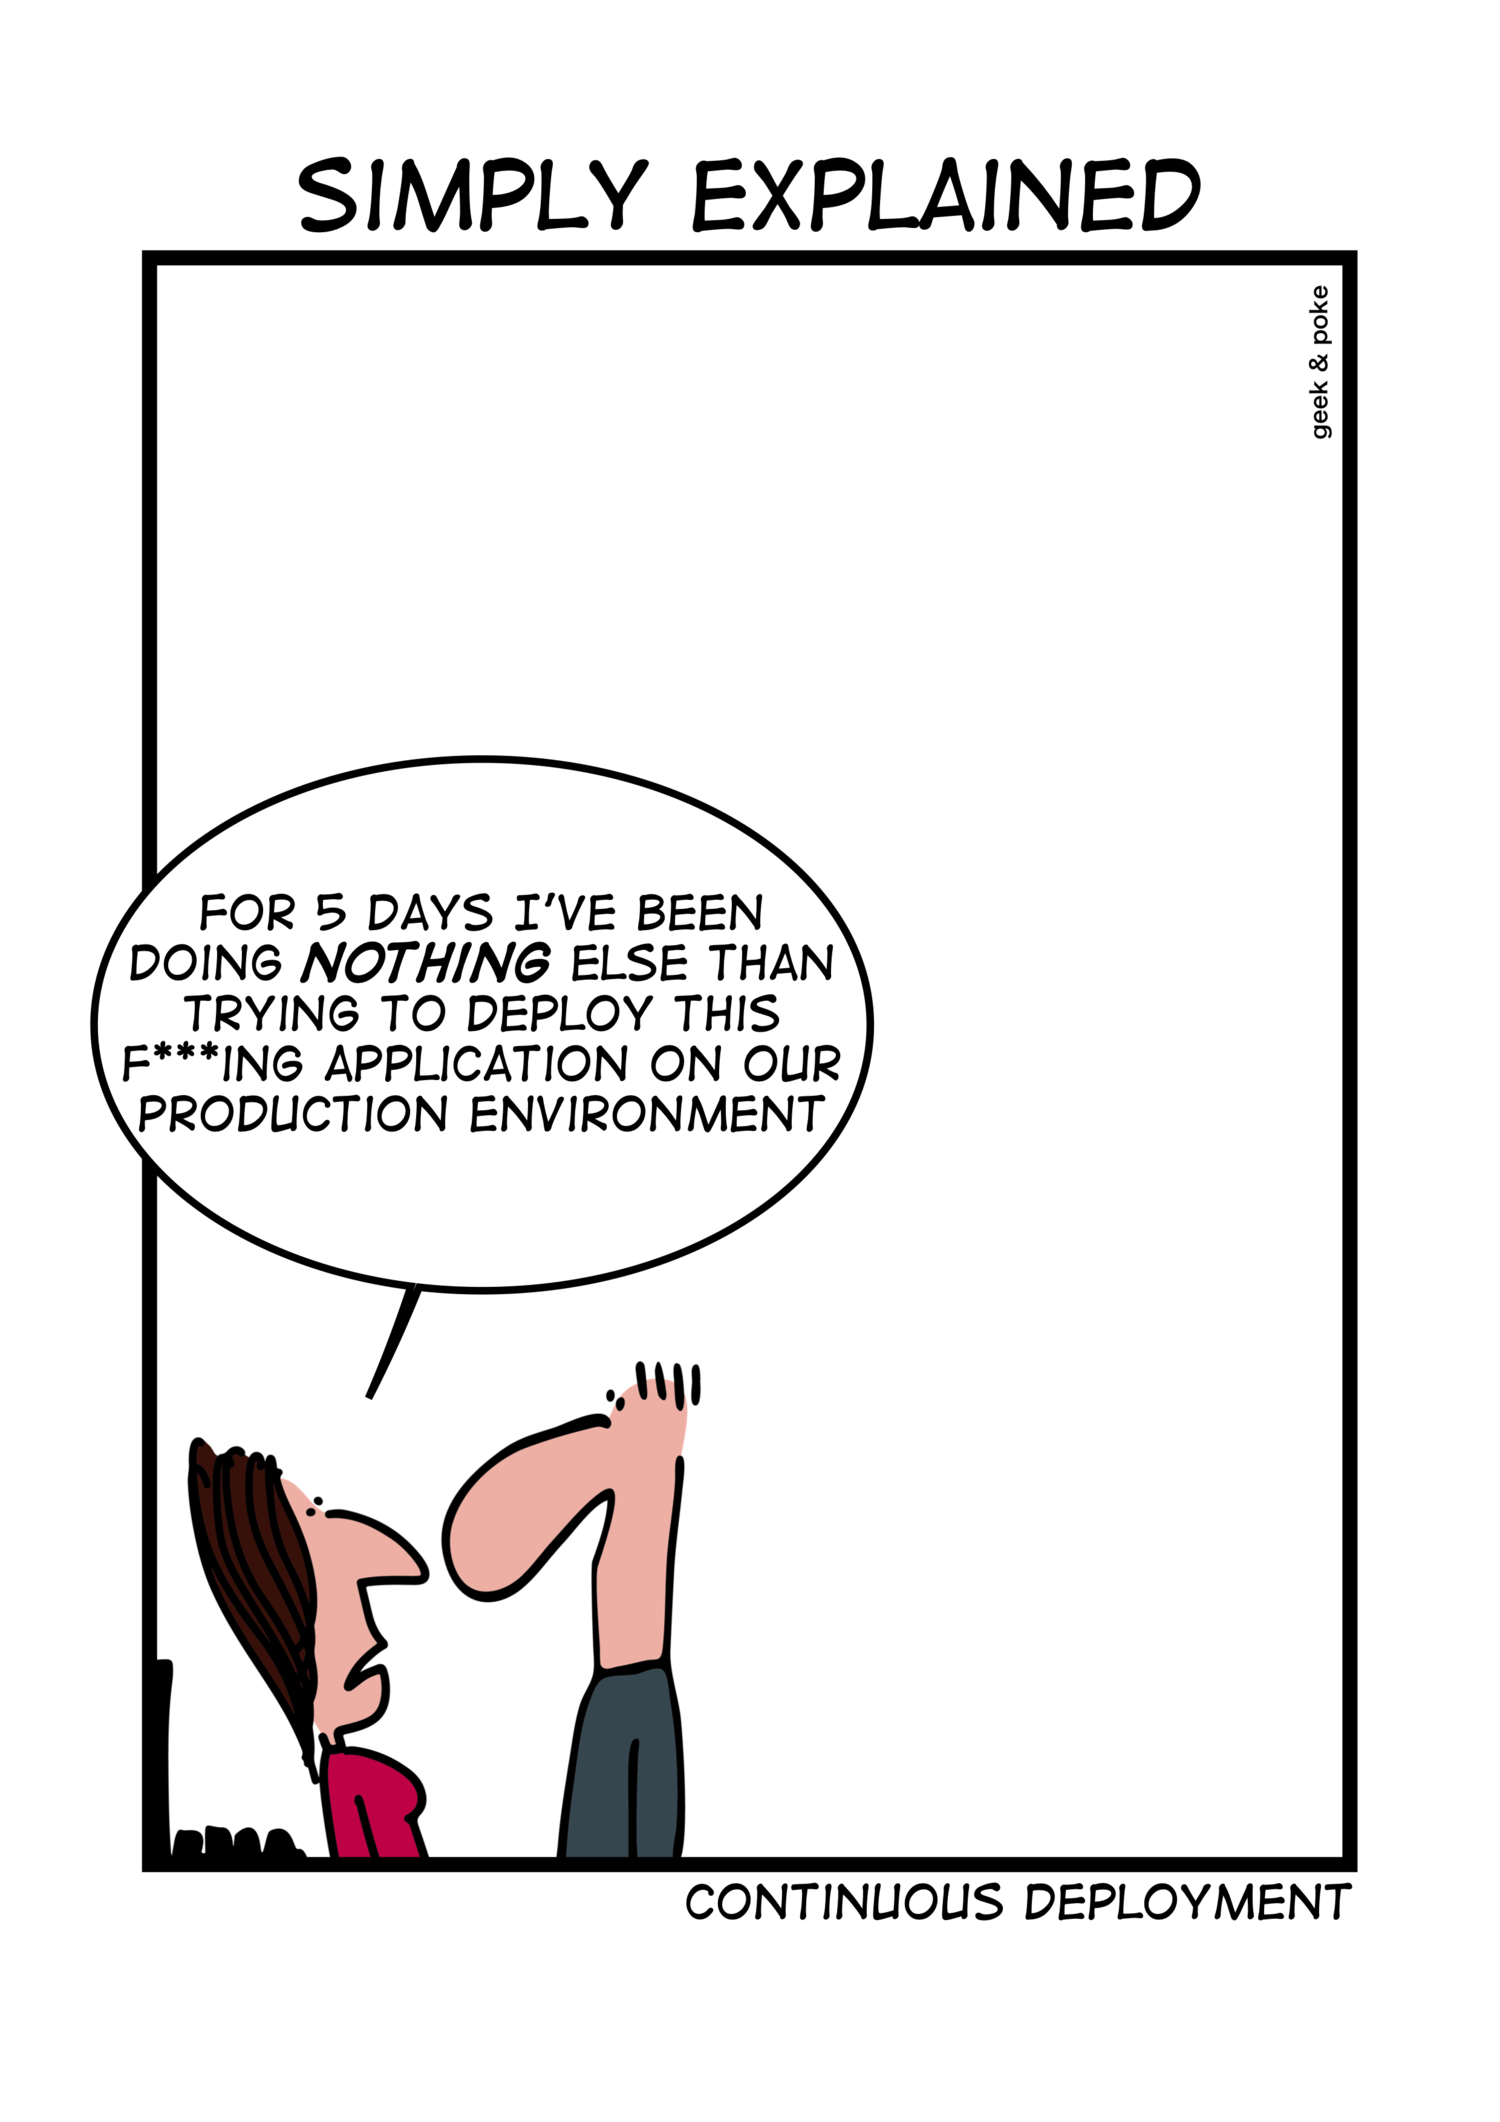 SIMPLY EXPLAINED
geek & poke
FOR 5 DAYS I'VE BEEN
DOING NOTHING ELSE THAN
TRYING TO DEPLOY THIS
F***ING APPLICATION ON OUR
PRODUCTION ENVIRONMENT
CONTINUOUS DEPLOYMENT